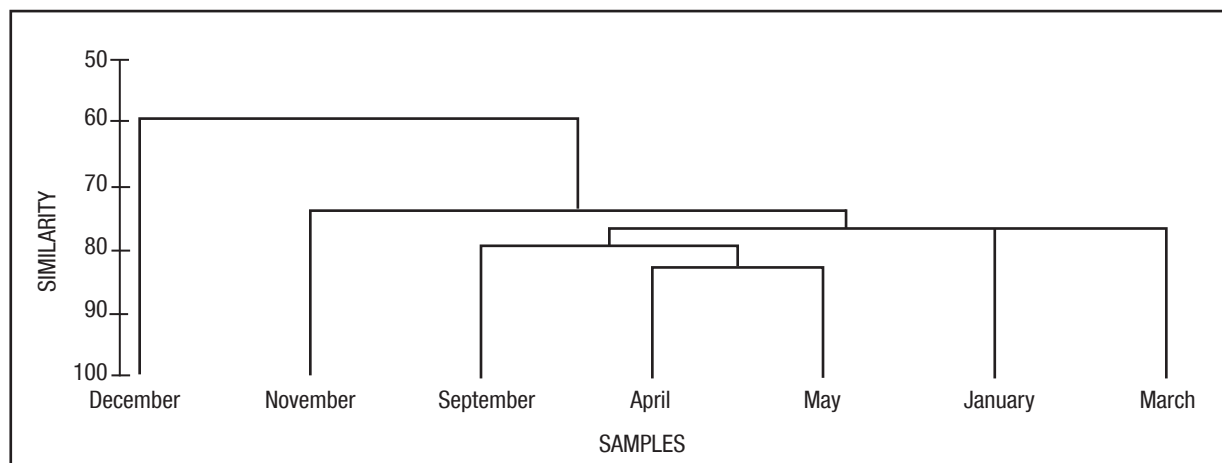 50
60
70
80
90
100
SIMILARITY
December November September April May January March
SAMPLES